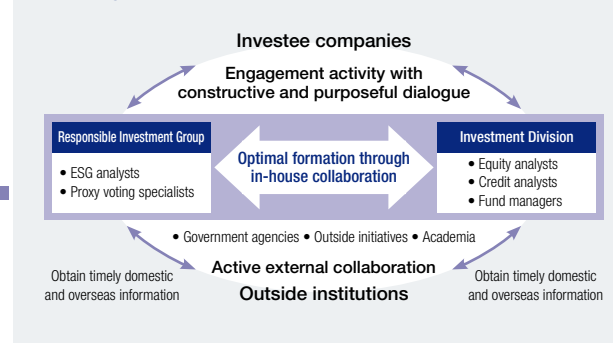 Investee companies
Engagement activity with
constructive and purposeful dialogue
Responsible Investment Group
• ESG analysts
• Proxy voting specialists
Optimal formation through
in-house collaboration
Investment Division
• Equity analysts
• Credit analysts
• Fund managers
• Government agencies • Outside initiatives • Academia
Active external collaboration
Outside institutions
Obtain timely domestic
and overseas information
Obtain timely domestic
and overseas information